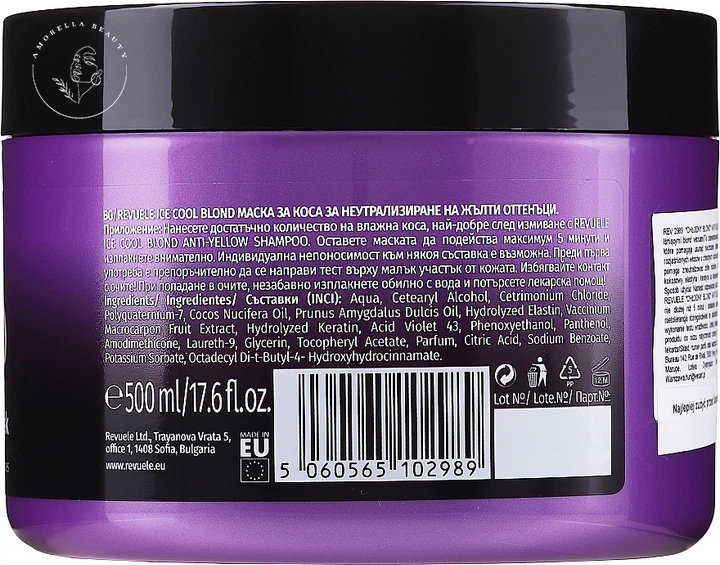 AMORELLA BEAUTY
BG/ REVUELE ICE COOL BLOND МАСКА ЗА КОСА ЗА НЕУТРАЛИЗИРАНЕ НА ЖЪЛТИ ОТТЕНЪЦИ.
Приложение: Нанесете достатъчно количество на влажна коса, най-добре след измиване с REVUELE
ICE COOL BLOND ANTI-YELLOW SHAMPOO. Оставете маската да подейства максимум 5 минути и
изплакнете внимателно. Индивидуална непоносимост към някоя съставка е възможна. Преди първа
употреба е препоръчително да се направи тест върху малък участък от кожата. Избягвайте контакт
с очите! При попадане в очите, незабавно изплакнете обилно с вода и потърсете лекарска помощ!
Ingredients/ Ingredientes/ Съставки (INCI): Aqua, Cetearyl Alcohol, Cetrimonium Chloride,
Polyquaternium-7, Cocos Nucifera Oil, Prunus Amygdalus Dulcis Oil, Hydrolyzed Elastin, Vaccinium
Macrocarpon, Fruit Extract, Hydrolyzed Keratin, Acid Violet 43, Phenoxyethanol, Panthenol,
Amodimethicone, Laureth-9, Glycerin, Tocopheryl Acetate, Parfum, Citric Acid, Sodium Benzoate,
Potassium Sorbate, Octadecyl Di-t-Butyl-4- Hydroxyhydrocinnamate.
℮500 ml/17.6 fl.oz.
Revuele Ltd., Trayanova Vrata 5,
office 1, 1408 Sofia, Bulgaria
www.revuele.eu
MADE IN
EU
5 060565 102989
5
PP
12 M
Lot №/ Lote.№/ Парт.№:
REV 2989